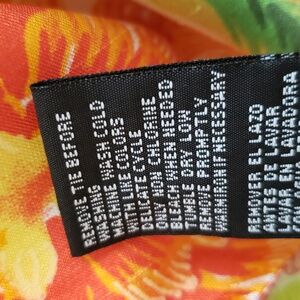 REMOVE TIE BEFORE
WASHING
MACHINE WASH COLD
WITH LIKE COLORS
DELICATE CYCLE
ONLY NON CHLORINE
BLEACH WHEN NEEDED
TUMBLE DRY LOW
REMOVE PROMPTLY
WARM IRON IF NECESSARY
REMOVER EL LAZO
ANTES DE LAVAR
LAVAR EN LAVADORA